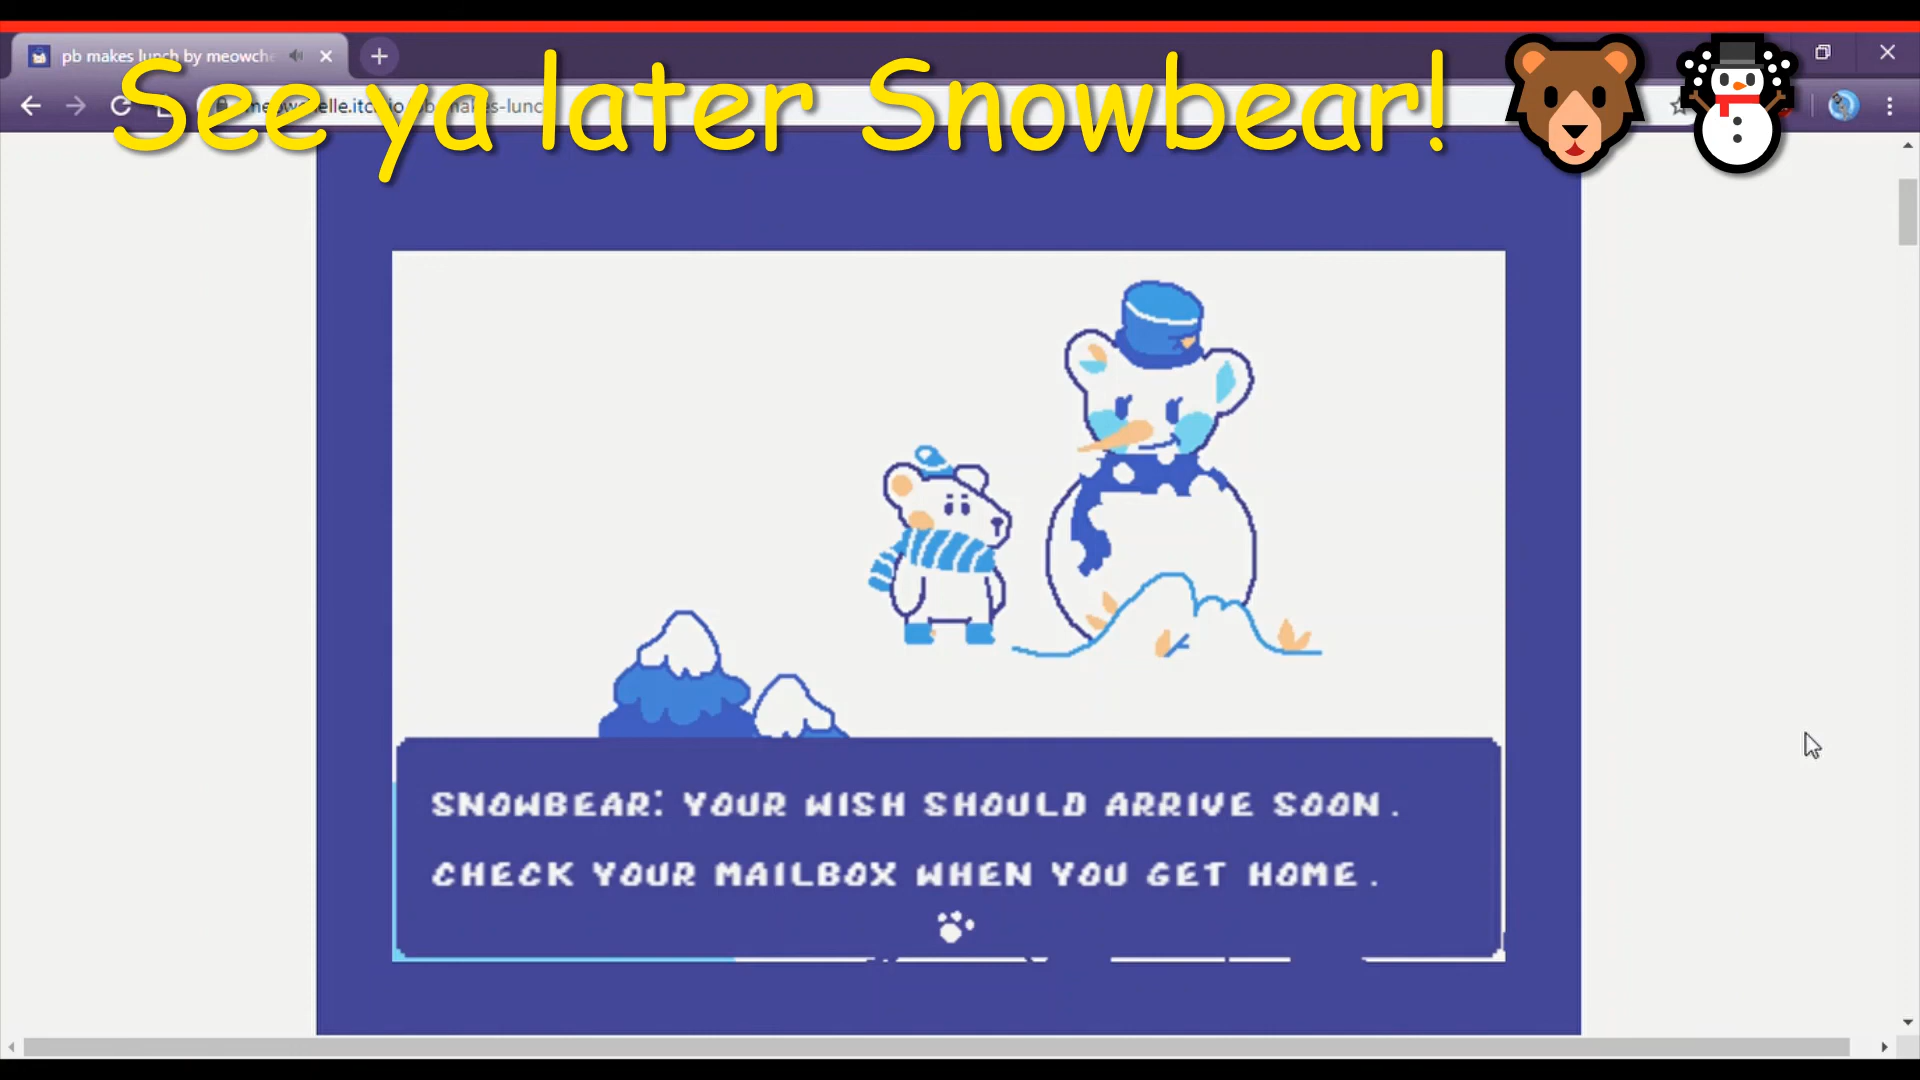 pb makes lunch by meowche
See ya later Snowbear!
SNOWBEAR: YOUR WISH SHOULD ARRIVE SOON.
CHECK YOUR MAILBOX WHEN YOU GET HOME.